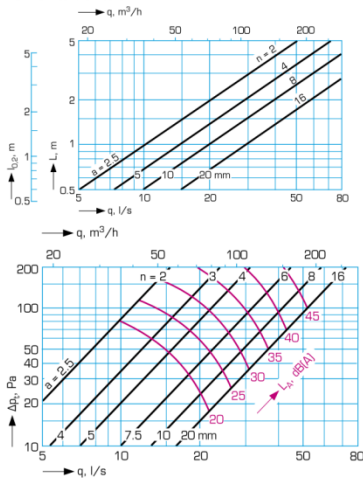 q, m³/h
20 50 100 200
5 5
2 2
1 1
0.5 0.5
l₀.₂, m
L, m
n = 2
4
8
16
a = 2.5
5
10
20 mm
5 10 20 50 80
q, l/s
q, m³/h
20 50 100 200
200
100
50
40
30
20
10
Δpₜ, Pa
n = 2
3
4
6
8
16
a = 2.5
4
5
7.5
10
20 mm
20
25
30
35
40
45
L_A, dB(A)
5 10 20 40 80
q, l/s